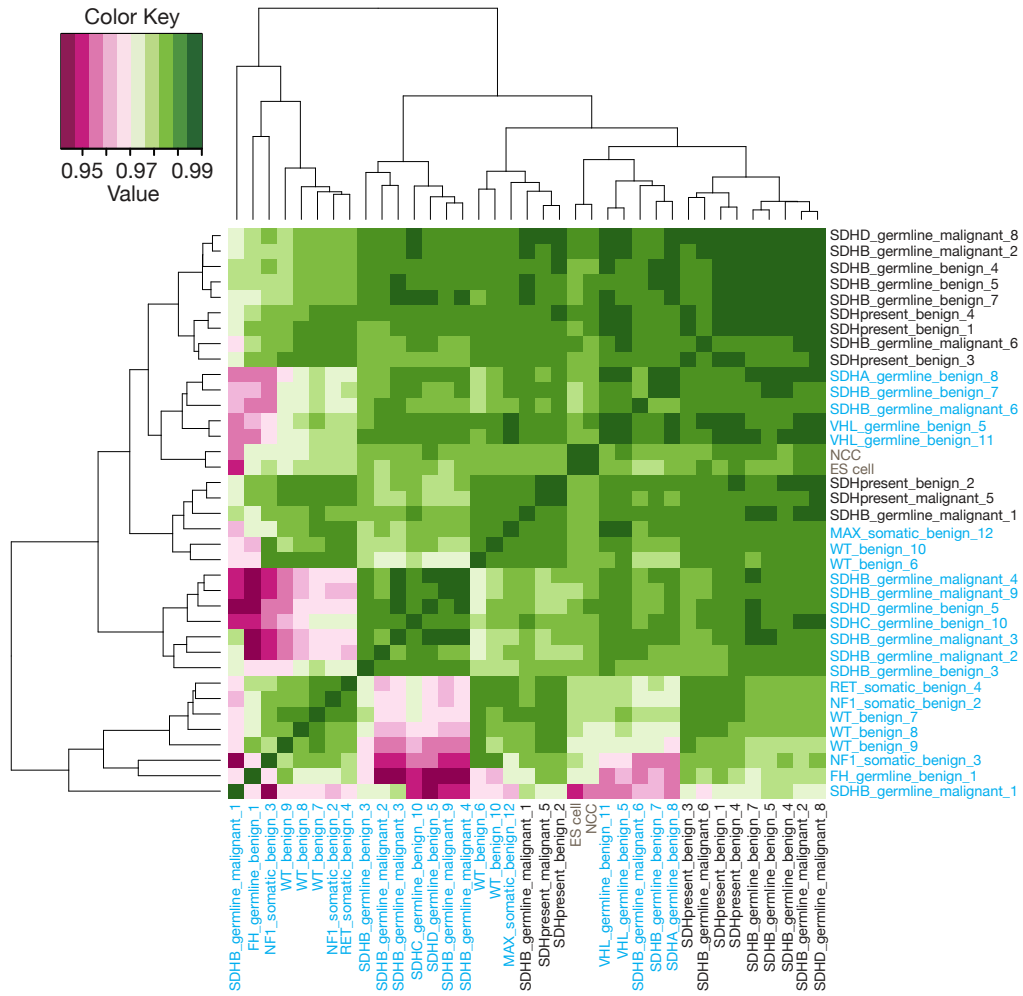 Color Key
0.95 0.97 0.99
Value
SDHD_germline_malignant_8
SDHB_germline_malignant_2
SDHB_germline_benign_4
SDHB_germline_benign_5
SDHB_germline_benign_7
SDHpresent_benign_4
SDHpresent_benign_1
SDHB_germline_malignant_6
SDHpresent_benign_3
SDHA_germline_benign_8
SDHB_germline_benign_7
SDHB_germline_malignant_6
VHL_germline_benign_5
VHL_germline_benign_11
NCC
ES cell
SDHpresent_benign_2
SDHpresent_malignant_5
SDHB_germline_malignant_1
MAX_somatic_benign_12
WT_benign_10
WT_benign_6
SDHB_germline_malignant_4
SDHB_germline_malignant_9
SDHD_germline_benign_5
SDHC_germline_benign_10
SDHB_germline_malignant_3
SDHB_germline_malignant_2
SDHB_germline_benign_3
RET_somatic_benign_4
NF1_somatic_benign_2
WT_benign_7
WT_benign_8
WT_benign_9
NF1_somatic_benign_3
FH_germline_benign_1
SDHB_germline_malignant_1
SDHB_germline_malignant_1
FH_germline_benign_1
NF1_somatic_benign_3
WT_benign_9
WT_benign_8
WT_benign_7
NF1_somatic_benign_2
RET_somatic_benign_4
SDHB_germline_benign_3
SDHB_germline_malignant_2
SDHB_germline_malignant_3
SDHC_germline_benign_10
SDHD_germline_benign_5
SDHB_germline_malignant_9
SDHB_germline_malignant_4
WT_benign_6
WT_benign_10
MAX_somatic_benign_12
SDHB_germline_malignant_1
SDHpresent_malignant_5
SDHpresent_benign_2
ES cell
NCC
VHL_germline_benign_11
VHL_germline_benign_5
SDHB_germline_malignant_6
SDHB_germline_benign_7
SDHA_germline_benign_8
SDHpresent_benign_3
SDHB_germline_malignant_6
SDHpresent_benign_1
SDHpresent_benign_4
SDHB_germline_benign_7
SDHB_germline_benign_5
SDHB_germline_benign_4
SDHB_germline_malignant_2
SDHD_germline_malignant_8